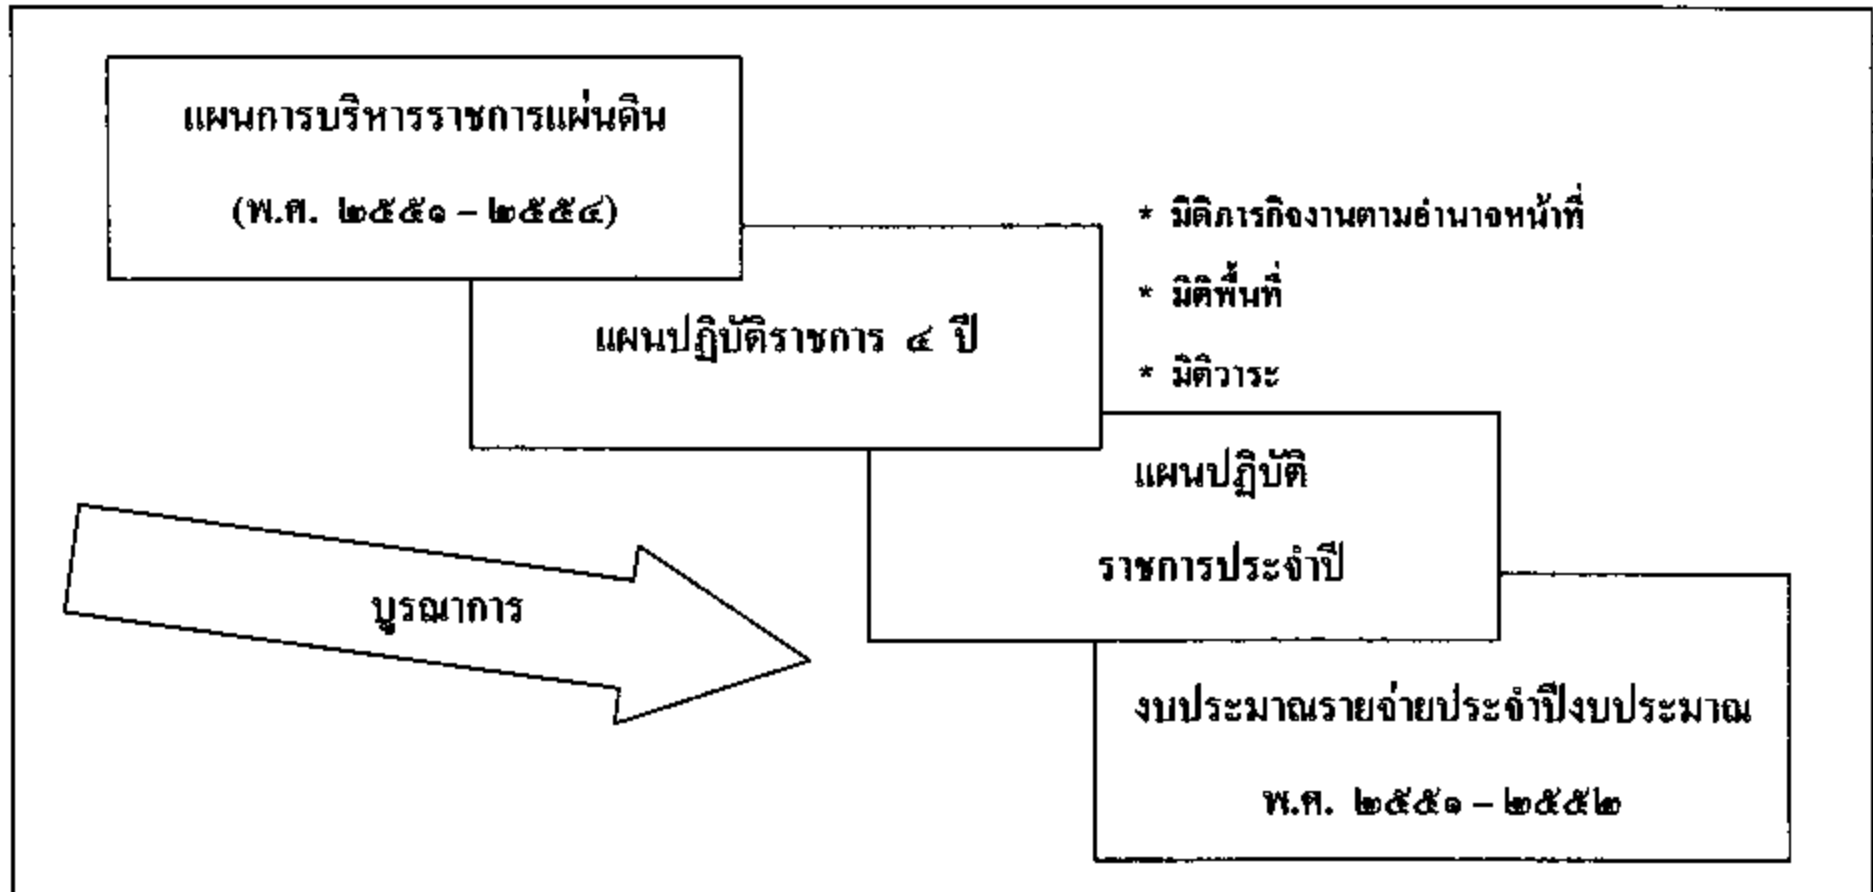 แผนการบริหารราชการแผ่นดิน
(พ.ศ. ๒๕๕๑ – ๒๕๕๔)
* มิติภารกิจงานตามอำนาจหน้าที่
* มิติพื้นที่
* มิติวาระ
แผนปฏิบัติราชการ ๔ ปี
แผนปฏิบัติ
ราชการประจำปี
บูรณาการ
งบประมาณรายจ่ายประจำปีงบประมาณ
พ.ศ. ๒๕๕๑ – ๒๕๕๒